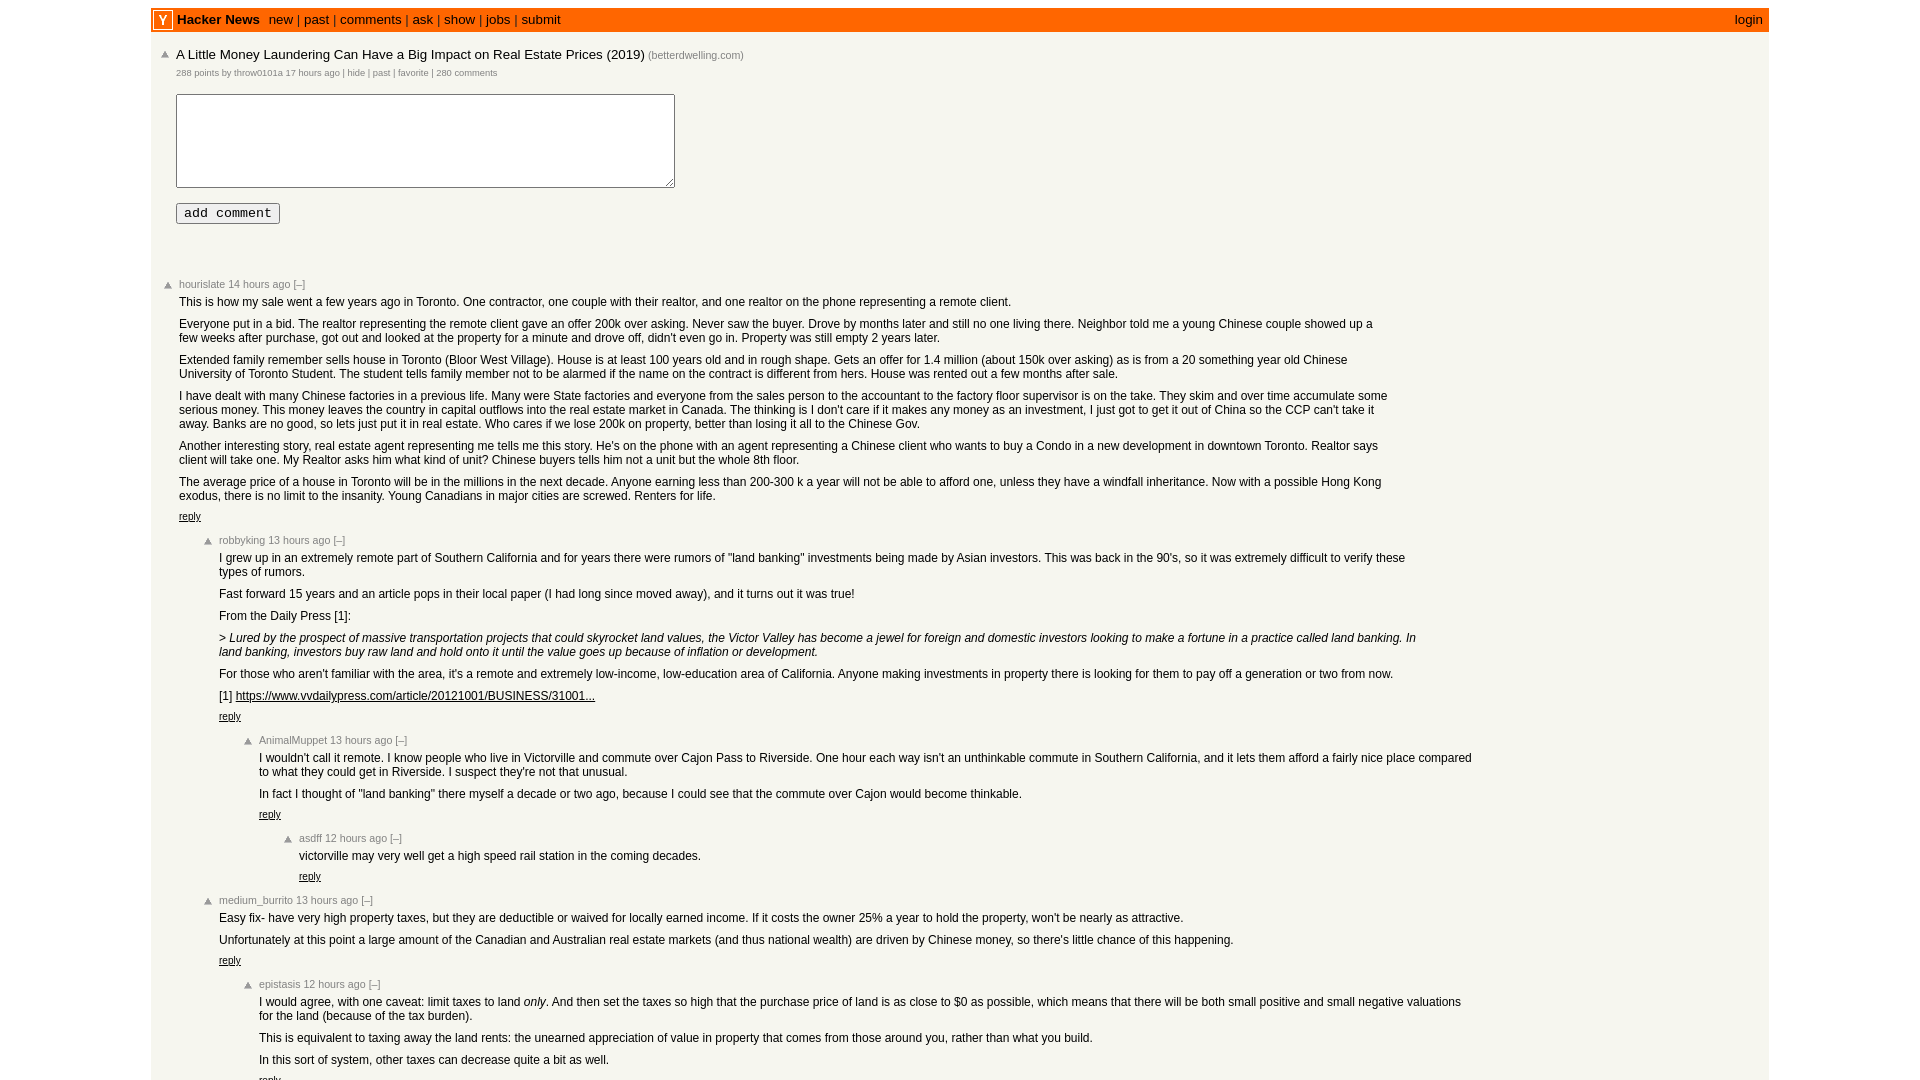 Y Hacker News new | past | comments | ask | show | jobs | submit login
A Little Money Laundering Can Have a Big Impact on Real Estate Prices (2019) (betterdwelling.com)
288 points by throw0101a 17 hours ago | hide | past | favorite | 280 comments
add comment
hourislate 14 hours ago [–]
This is how my sale went a few years ago in Toronto. One contractor, one couple with their realtor, and one realtor on the phone representing a remote client.
Everyone put in a bid. The realtor representing the remote client gave an offer 200k over asking. Never saw the buyer. Drove by months later and still no one living there. Neighbor told me a young Chinese couple showed up a
few weeks after purchase, got out and looked at the property for a minute and drove off, didn't even go in. Property was still empty 2 years later.
Extended family remember sells house in Toronto (Bloor West Village). House is at least 100 years old and in rough shape. Gets an offer for 1.4 million (about 150k over asking) as is from a 20 something year old Chinese
University of Toronto Student. The student tells family member not to be alarmed if the name on the contract is different from hers. House was rented out a few months after sale.
I have dealt with many Chinese factories in a previous life. Many were State factories and everyone from the sales person to the accountant to the factory floor supervisor is on the take. They skim and over time accumulate some
serious money. This money leaves the country in capital outflows into the real estate market in Canada. The thinking is I don't care if it makes any money as an investment, I just got to get it out of China so the CCP can't take it
away. Banks are no good, so lets just put it in real estate. Who cares if we lose 200k on property, better than losing it all to the Chinese Gov.
Another interesting story, real estate agent representing me tells me this story. He's on the phone with an agent representing a Chinese client who wants to buy a Condo in a new development in downtown Toronto. Realtor says
client will take one. My Realtor asks him what kind of unit? Chinese buyers tells him not a unit but the whole 8th floor.
The average price of a house in Toronto will be in the millions in the next decade. Anyone earning less than 200-300 k a year will not be able to afford one, unless they have a windfall inheritance. Now with a possible Hong Kong
exodus, there is no limit to the insanity. Young Canadians in major cities are screwed. Renters for life.
reply
robbyking 13 hours ago [–]
I grew up in an extremely remote part of Southern California and for years there were rumors of "land banking" investments being made by Asian investors. This was back in the 90's, so it was extremely difficult to verify these
types of rumors.
Fast forward 15 years and an article pops in their local paper (I had long since moved away), and it turns out it was true!
From the Daily Press [1]:
> Lured by the prospect of massive transportation projects that could skyrocket land values, the Victor Valley has become a jewel for foreign and domestic investors looking to make a fortune in a practice called land banking. In
land banking, investors buy raw land and hold onto it until the value goes up because of inflation or development.
For those who aren't familiar with the area, it's a remote and extremely low-income, low-education area of California. Anyone making investments in property there is looking for them to pay off a generation or two from now.
[1] https://www.vvdailypress.com/article/20121001/BUSINESS/31001...
reply
AnimalMuppet 13 hours ago [–]
I wouldn't call it remote. I know people who live in Victorville and commute over Cajon Pass to Riverside. One hour each way isn't an unthinkable commute in Southern California, and it lets them afford a fairly nice place compared
to what they could get in Riverside. I suspect they're not that unusual.
In fact I thought of "land banking" there myself a decade or two ago, because I could see that the commute over Cajon would become thinkable.
reply
asdff 12 hours ago [–]
victorville may very well get a high speed rail station in the coming decades.
reply
medium_burrito 13 hours ago [–]
Easy fix- have very high property taxes, but they are deductible or waived for locally earned income. If it costs the owner 25% a year to hold the property, won't be nearly as attractive.
Unfortunately at this point a large amount of the Canadian and Australian real estate markets (and thus national wealth) are driven by Chinese money, so there's little chance of this happening.
reply
epistasis 12 hours ago [–]
I would agree, with one caveat: limit taxes to land only. And then set the taxes so high that the purchase price of land is as close to $0 as possible, which means that there will be both small positive and small negative valuations
for the land (because of the tax burden).
This is equivalent to taxing away the land rents: the unearned appreciation of value in property that comes from those around you, rather than what you build.
In this sort of system, other taxes can decrease quite a bit as well.
reply